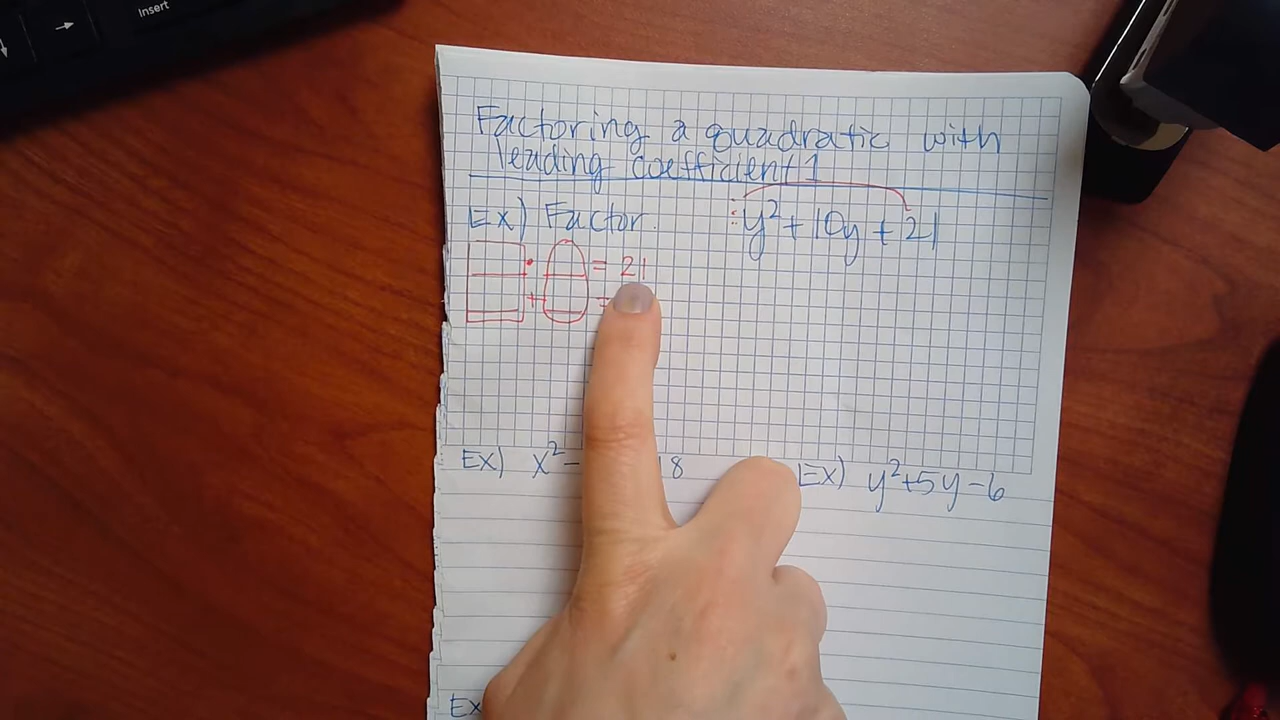 Insert
Factoring a quadratic with
leading coefficient 1
Ex) Factor. y²+10y+21
· = 21
+ =
Ex) x²- 18
Ex) y²+5y-6
Ex